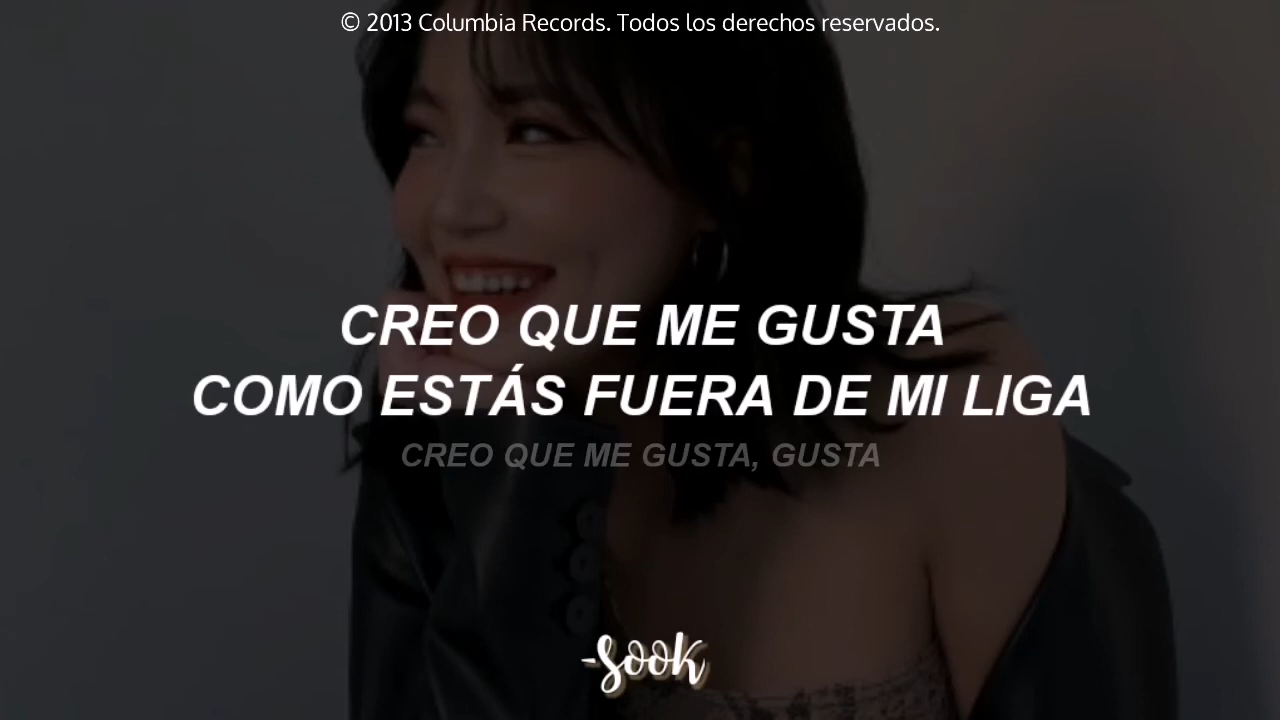 © 2013 Columbia Records. Todos los derechos reservados.
CREO QUE ME GUSTA
COMO ESTÁS FUERA DE MI LIGA
CREO QUE ME GUSTA, GUSTA
-Sook